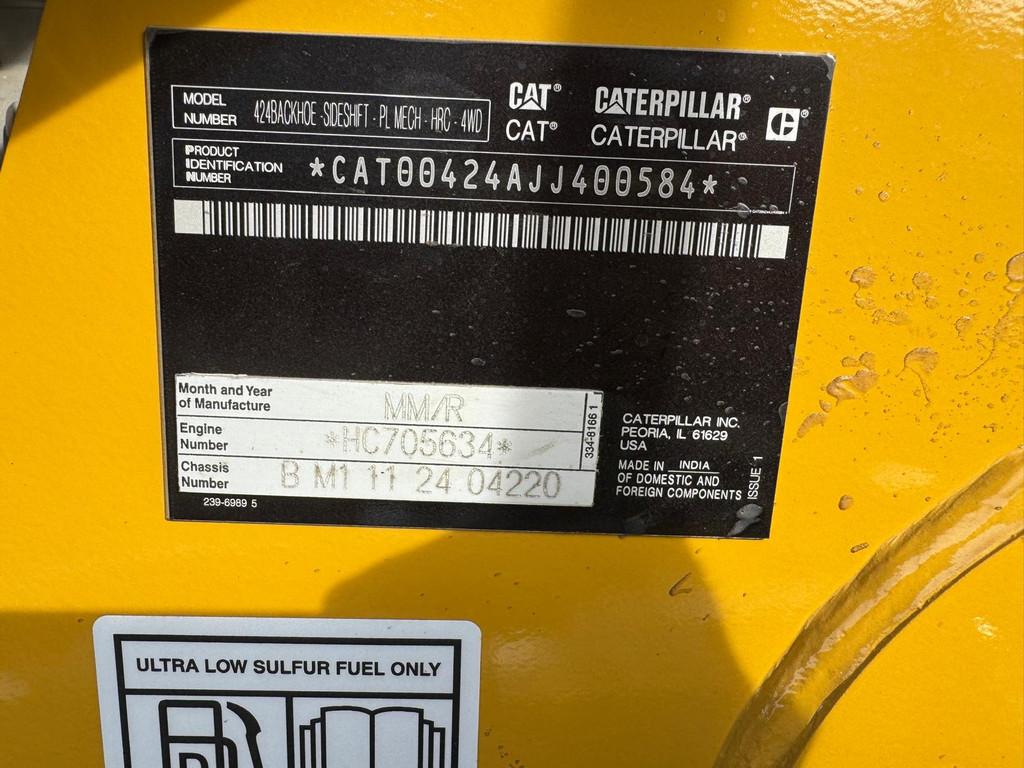 MODEL
NUMBER
424BACKHOE -SIDESHIFT - PL MECH - HRC - 4WD
CAT®
CAT®
CATERPILLAR®
CATERPILLAR®
C®
PRODUCT
IDENTIFICATION
NUMBER
*CAT00424AJJ400584*
Month and Year
of Manufacture
MM/R
Engine
Number
*HC705634*
Chassis
Number
B M1 11 24 04220
334-8166 1
239-6989 5
CATERPILLAR INC.
PEORIA, IL 61629
USA
MADE IN INDIA
OF DOMESTIC AND
FOREIGN COMPONENTS
ISSUE 1
ULTRA LOW SULFUR FUEL ONLY
D